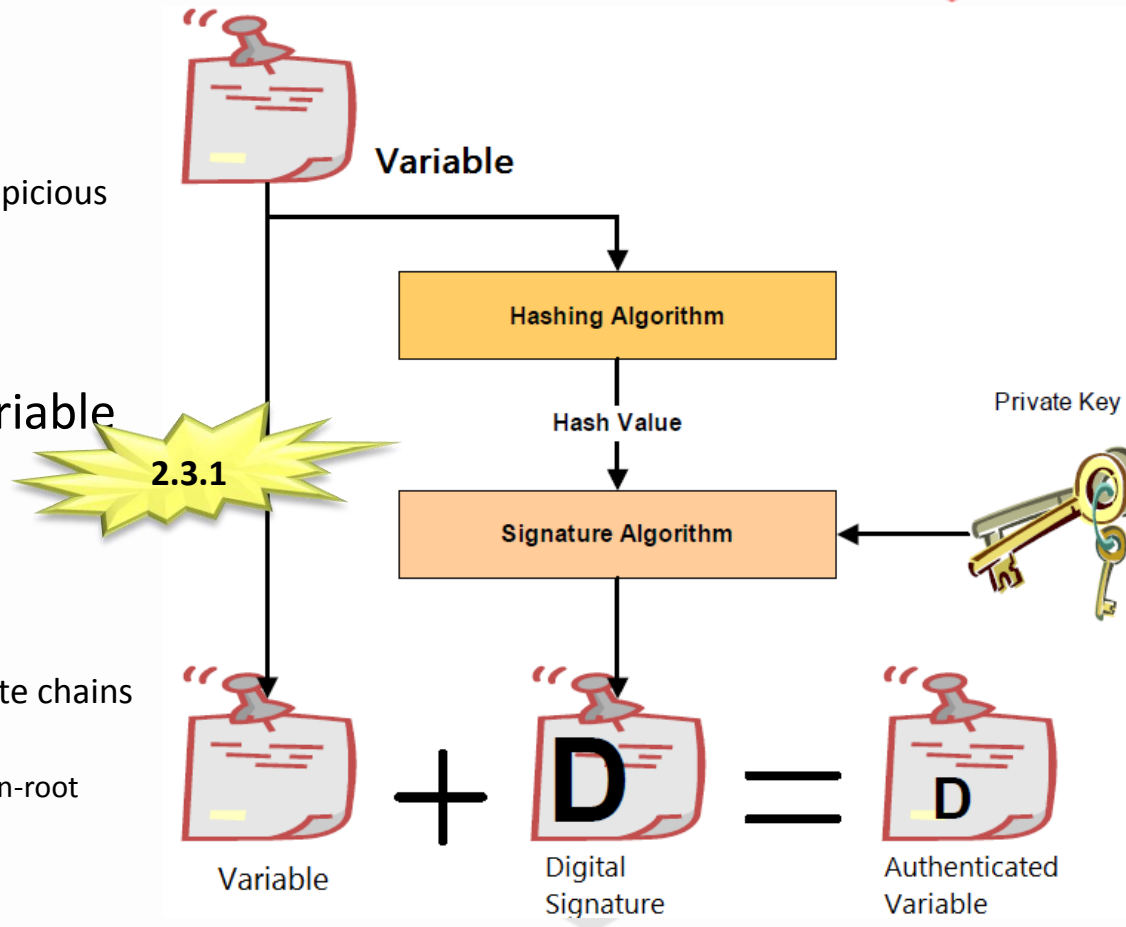 Variable
picious
Hashing Algorithm
riable
Private Key
Hash Value
2.3.1
Signature Algorithm
te chains
n-root
D
D
Variable
Digital
Signature
Authenticated
Variable